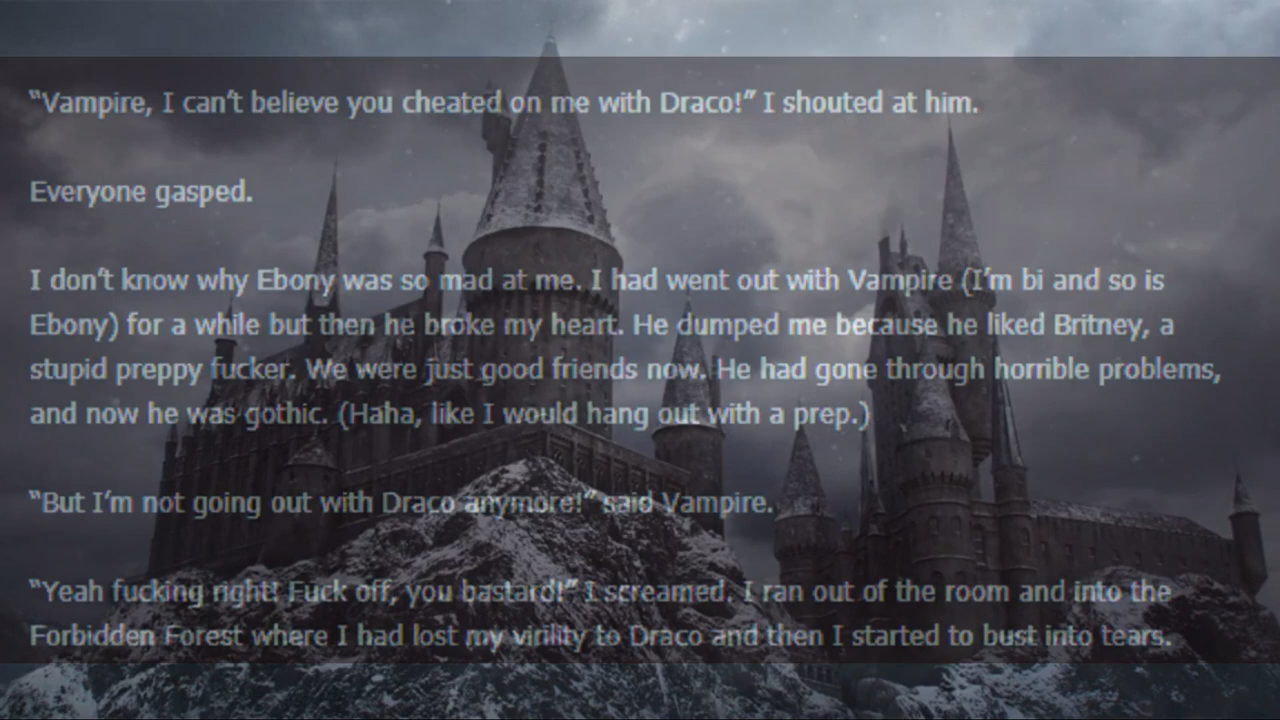 “Vampire, I can’t believe you cheated on me with Draco!” I shouted at him.
Everyone gasped.
I don’t know why Ebony was so mad at me. I had went out with Vampire (I’m bi and so is
Ebony) for a while but then he broke my heart. He dumped me because he liked Britney, a
stupid preppy fucker. We were just good friends now. He had gone through horrible problems,
and now he was gothic. (Haha, like I would hang out with a prep.)
“But I’m not going out with Draco anymore!” said Vampire.
“Yeah fucking right! Fuck off, you bastard!” I screamed. I ran out of the room and into the
Forbidden Forest where I had lost my virility to Draco and then I started to bust into tears.